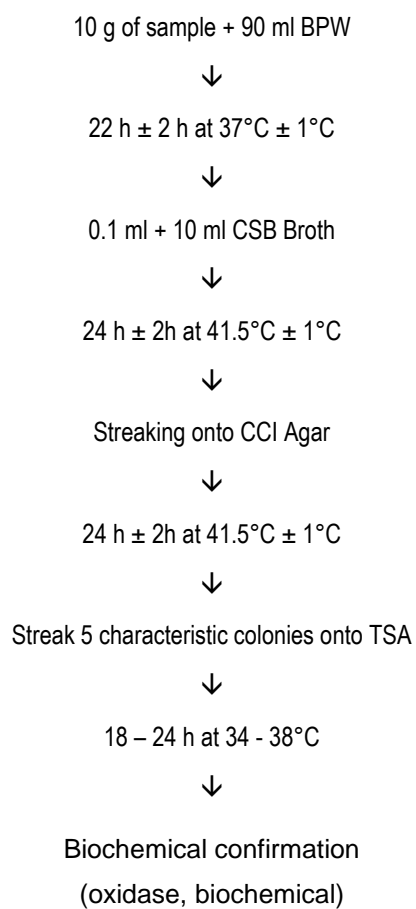 10 g of sample + 90 ml BPW
↓
22 h ± 2 h at 37°C ± 1°C
↓
0.1 ml + 10 ml CSB Broth
↓
24 h ± 2h at 41.5°C ± 1°C
↓
Streaking onto CCI Agar
↓
24 h ± 2h at 41.5°C ± 1°C
↓
Streak 5 characteristic colonies onto TSA
↓
18 – 24 h at 34 - 38°C
↓
Biochemical confirmation
(oxidase, biochemical)